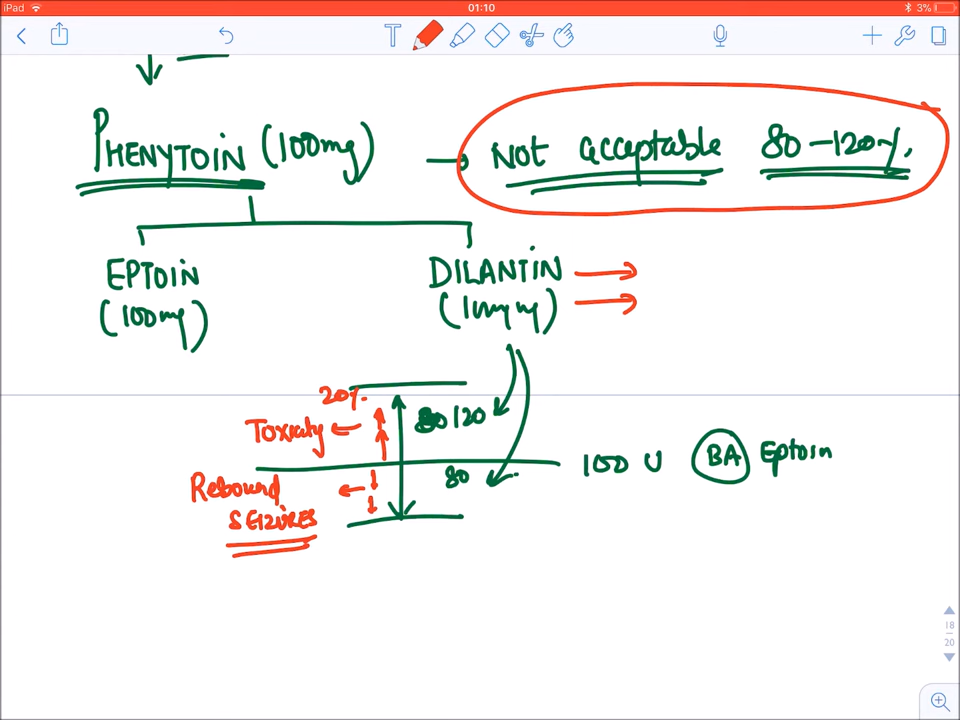 iPad 01:10 3%
T
PHENYTOIN (100mg) → Not acceptable 80-120%.
EPTOIN DILANTIN
(100mg)
20%.
120
Toxicity
100 U BA Eptoin
80
Rebound
SEIZURES
18
20